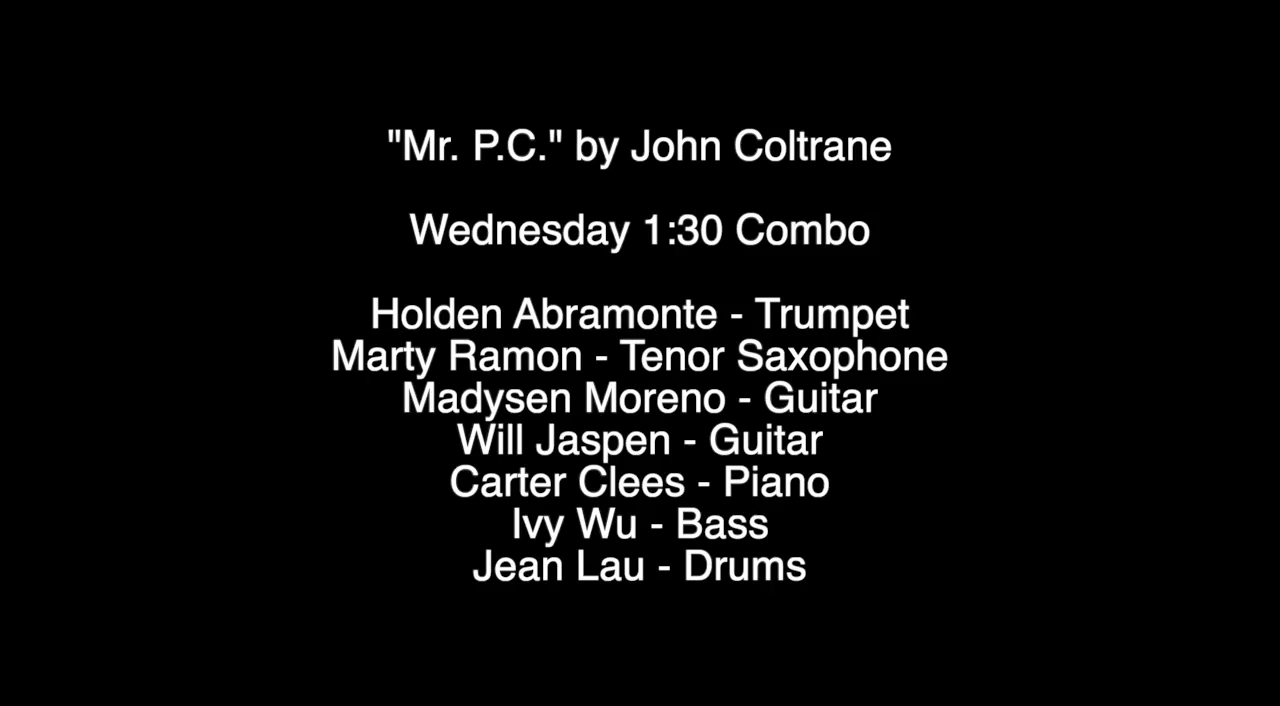 "Mr. P.C." by John Coltrane
Wednesday 1:30 Combo
Holden Abramonte - Trumpet
Marty Ramon - Tenor Saxophone
Madysen Moreno - Guitar
Will Jaspen - Guitar
Carter Clees - Piano
Ivy Wu - Bass
Jean Lau - Drums